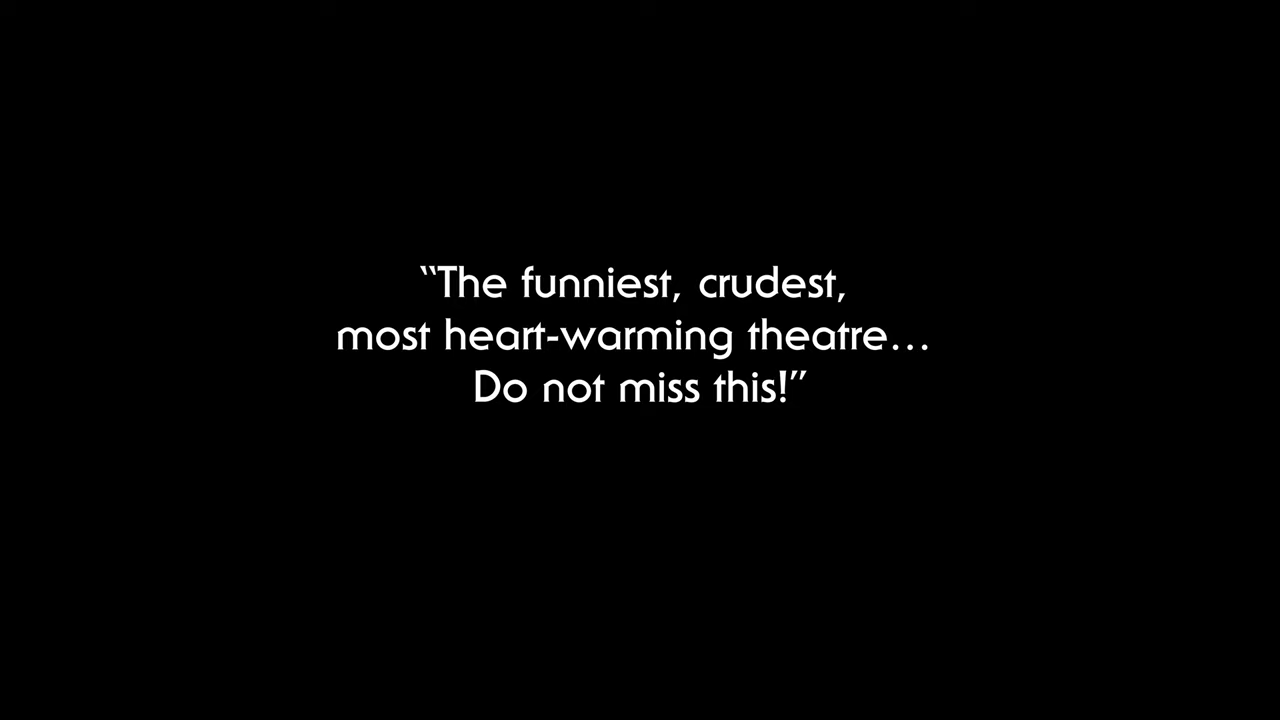 “The funniest, crudest,
most heart-warming theatre...
Do not miss this!”